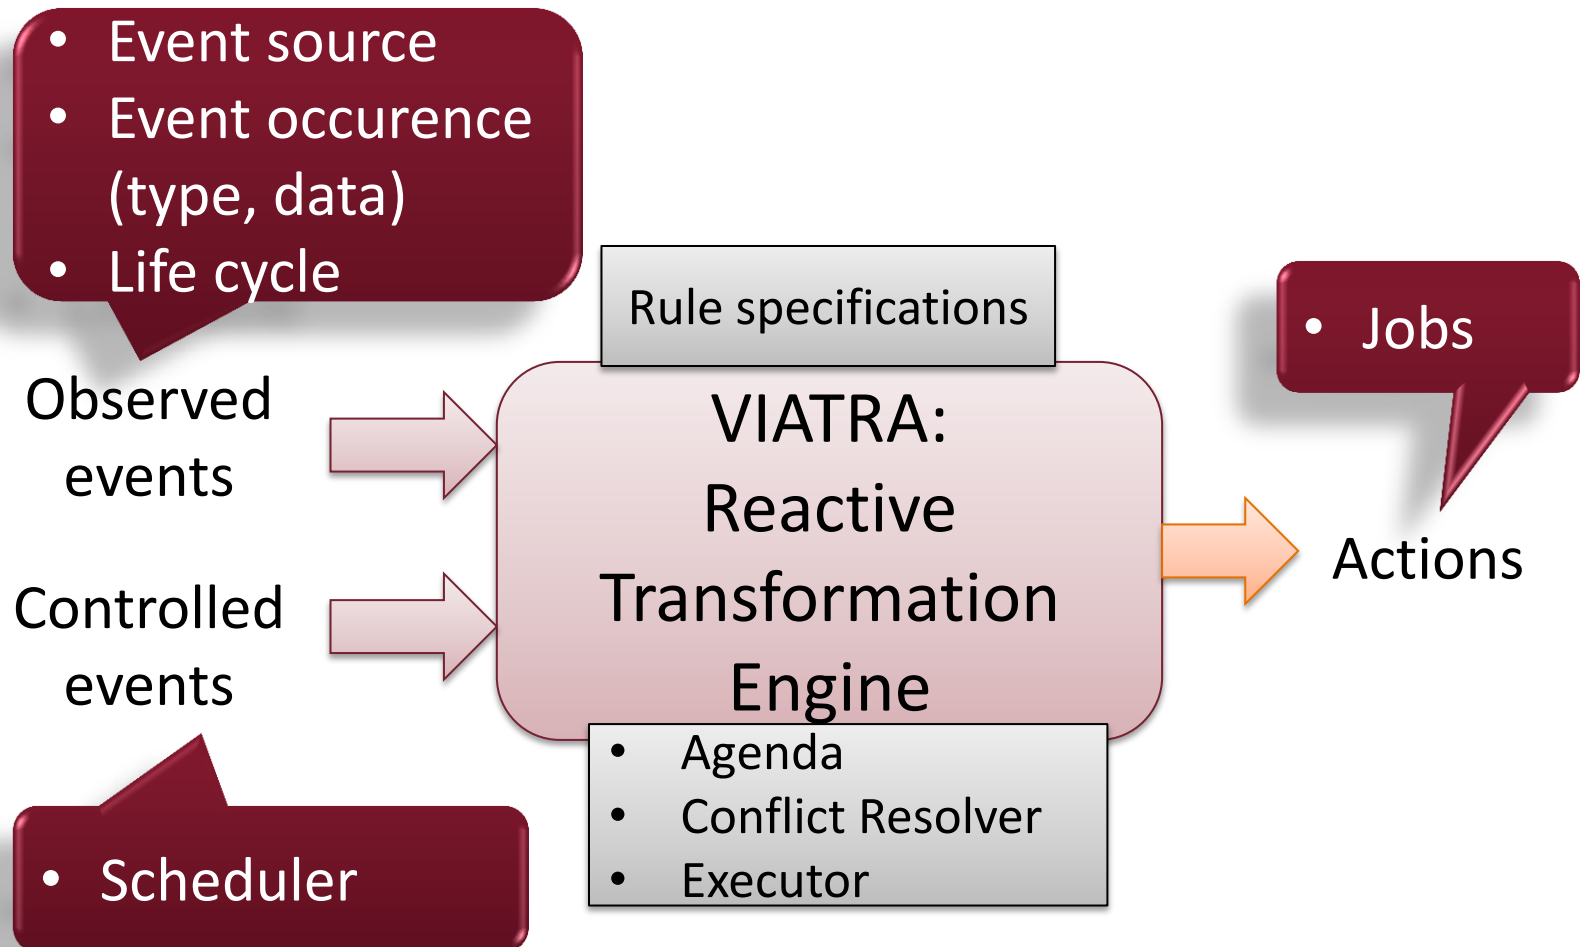 • Event source
• Event occurence
(type, data)
• Life cycle
Rule specifications
• Jobs
Observed
events
VIATRA:
Reactive
Transformation
Engine
Actions
Controlled
events
• Agenda
• Conflict Resolver
• Executor
• Scheduler